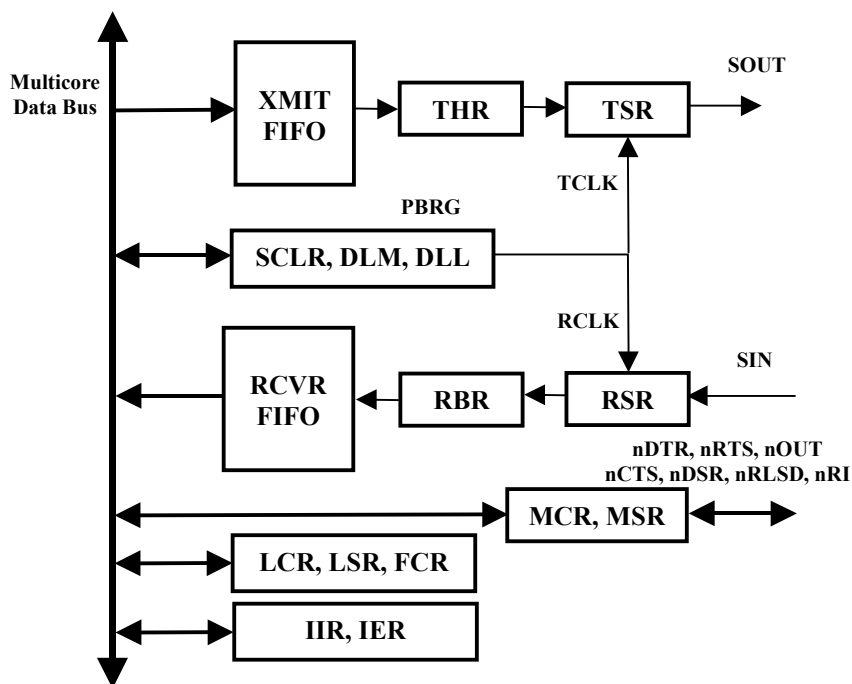 Multicore
Data Bus
XMIT
FIFO
THR
TSR
SOUT
TCLK
PBRG
SCLR, DLM, DLL
RCLK
RCVR
FIFO
RBR
RSR
SIN
nDTR, nRTS, nOUT
nCTS, nDSR, nRLSD, nRI
MCR, MSR
LCR, LSR, FCR
IIR, IER